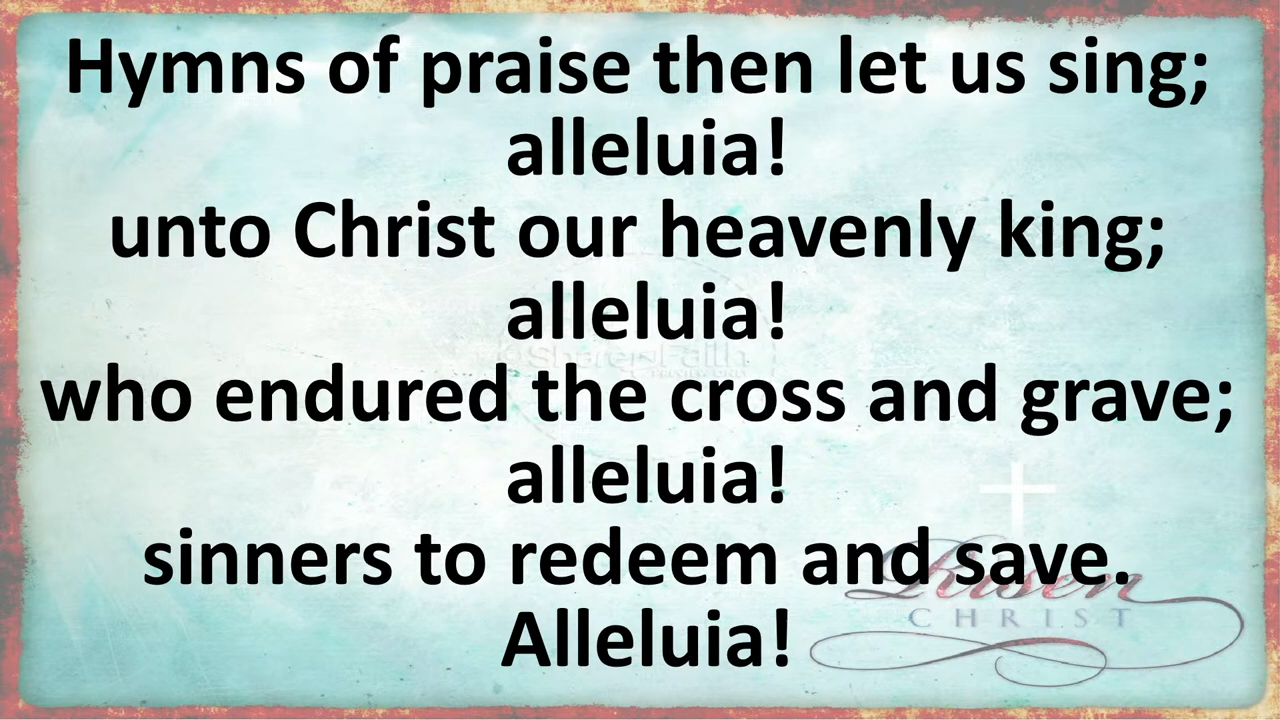 Hymns of praise then let us sing;
alleluia!
unto Christ our heavenly king;
alleluia!
who endured the cross and grave;
alleluia!
sinners to redeem and save.
Alleluia!
Risen
CHRIST